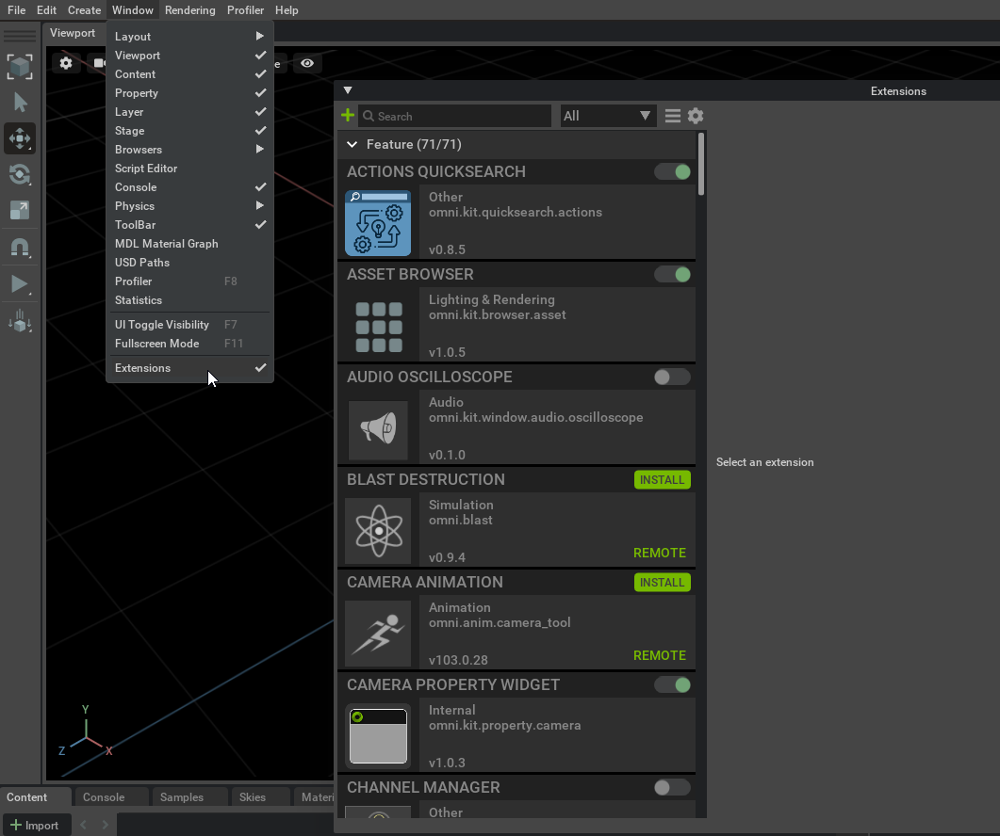 File Edit Create Window Rendering Profiler Help
Viewport
Layout
Viewport
Content
Property
Layer
Stage
Browsers
Script Editor
Console
Physics
ToolBar
MDL Material Graph
USD Paths
Profiler F8
Statistics
UI Toggle Visibility F7
Fullscreen Mode F11
Extensions
Extensions
Search
All
Feature (71/71)
ACTIONS QUICKSEARCH
Other
omni.kit.quicksearch.actions
v0.8.5
ASSET BROWSER
Lighting & Rendering
omni.kit.browser.asset
v1.0.5
AUDIO OSCILLOSCOPE
Audio
omni.kit.window.audio.oscilloscope
v0.1.0
BLAST DESTRUCTION INSTALL
Simulation
omni.blast
v0.9.4 REMOTE
CAMERA ANIMATION INSTALL
Animation
omni.anim.camera_tool
v103.0.28 REMOTE
CAMERA PROPERTY WIDGET
Internal
omni.kit.property.camera
v1.0.3
CHANNEL MANAGER
Other
Select an extension
Y
Z X
Content Console Samples Skies Materi
Import